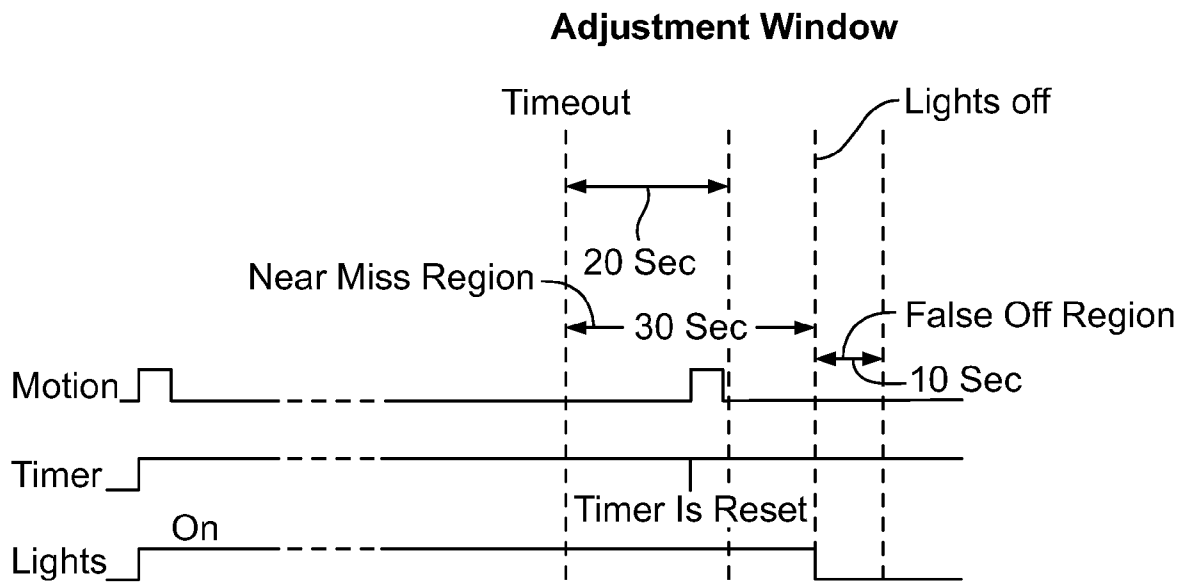 Adjustment Window
Timeout
Lights off
20 Sec
Near Miss Region
30 Sec
False Off Region
10 Sec
Motion
Timer
Timer Is Reset
On
Lights